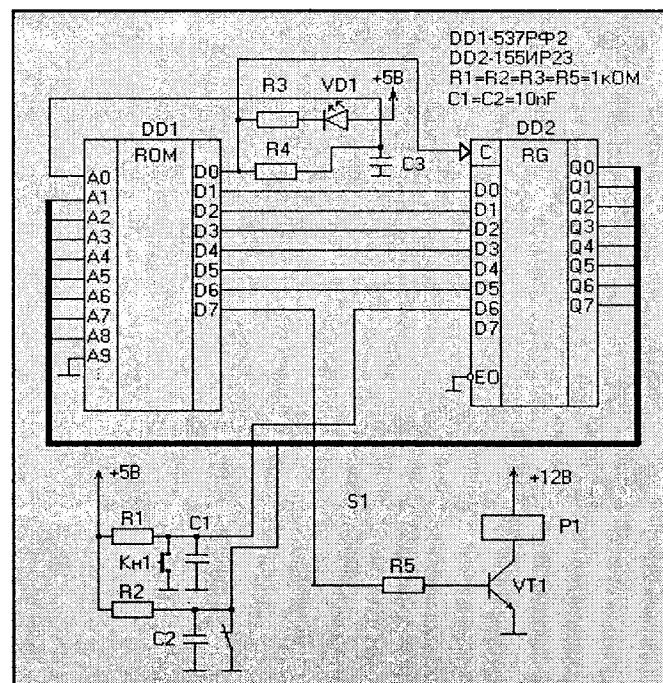 DD1-537РФ2
DD2-155ИР23
R1=R2=R3=R5=1кОМ
C1=C2=10nF
R3
VD1
+5В
DD1
DD2
ROM
R4
C3
C
RG
A0
A1
A2
A3
A4
A5
A6
A7
A8
A9
D0
D1
D2
D3
D4
D5
D6
D7
D0
D1
D2
D3
D4
D5
D6
D7
EO
Q0
Q1
Q2
Q3
Q4
Q5
Q6
Q7
+5В
R1
C1
Кн1
R2
C2
S1
R5
+12В
P1
VT1